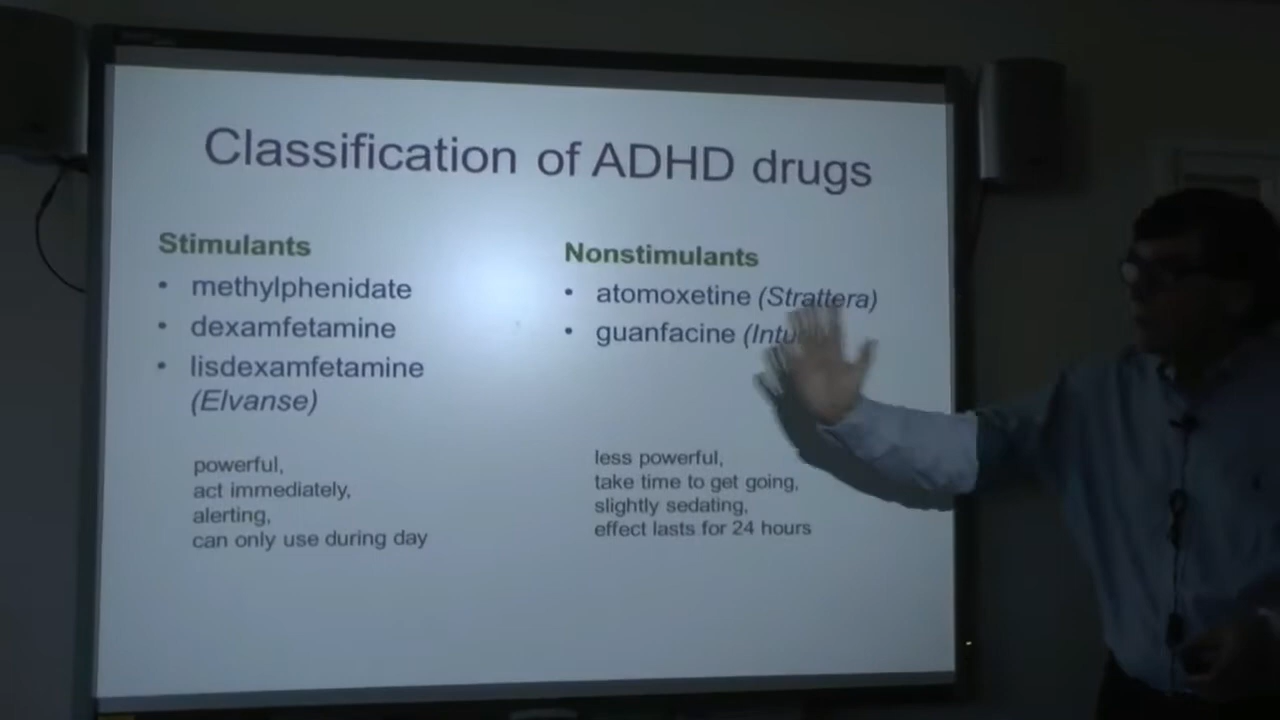 Classification of ADHD drugs
Stimulants
• methylphenidate
• dexamfetamine
• lisdexamfetamine
(Elvanse)
powerful,
act immediately,
alerting,
can only use during day
Nonstimulants
• atomoxetine (Strattera)
• guanfacine
less powerful,
take time to get going,
slightly sedating,
effect lasts for 24 hours